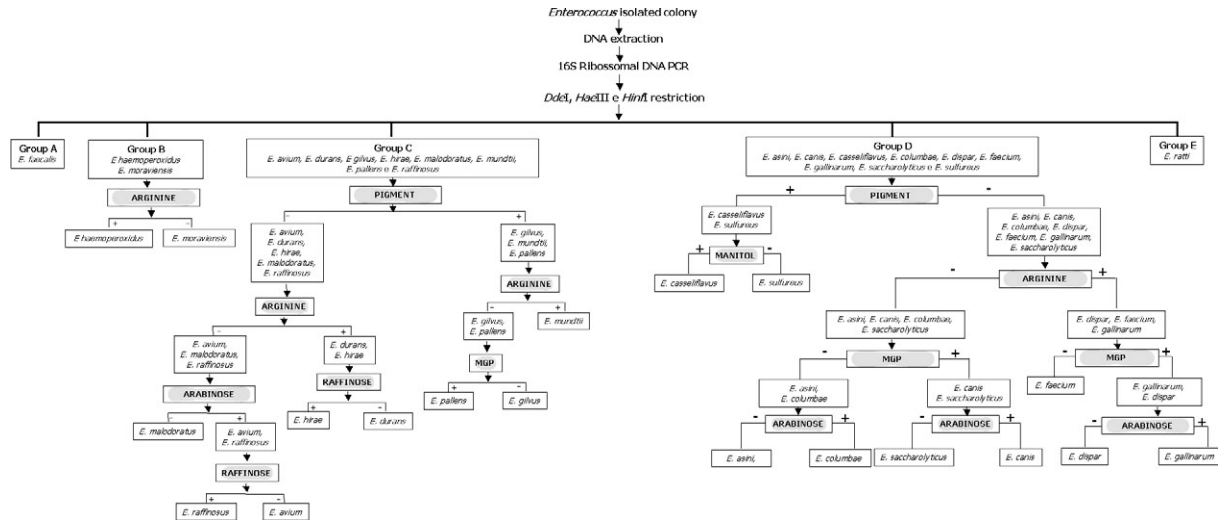 Enterococcus isolated colony
DNA extraction
16S Ribossomal DNA PCR
DdeI, HaeIII e HinfI restriction
Group A
E. faecalis
Group B
E haemoperoxidus
E. moraviensis
ARGININE
+
–
E haemoperoxidus
E. moraviensis
Group C
E. avium, E. durans, E gilvus, E. hirae, E. malodoratus, E. mundtii,
E. pallens e E. raffinosus
PIGMENT
–
+
E. avium,
E. durans,
E. hirae,
E. malodoratus,
E. raffinosus
ARGININE
–
+
E. avium,
E. malodoratus,
E. raffinosus
ARABINOSE
–
+
E. malodoratus
E. avium,
E. raffinosus
RAFFINOSE
+
–
E. raffinosus
E. avium
E. durans,
E. hirae
RAFFINOSE
+
–
E. hirae
E. durans
E. gilvus,
E. mundtii,
E. pallens
ARGININE
–
+
E. gilvus,
E. pallens
E. mundtii
MGP
+
–
E. pallens
E. gilvus
Group D
E. asini, E. canis, E. casseliflavus, E. columbae, E. dispar, E. faecium,
E. gallinarum, E. saccharolyticus e E. sulfureus
+
PIGMENT
-
E. casseliflavus
E. sulfureus
+
MANITOL
-
E. casseliflavus
E. sulfureus
E. asini, E. canis,
E. columbae, E. dispar,
E. faecium, E. gallinarum,
E. saccharolyticus
-
ARGININE
+
E. asini, E. canis, E. columbae,
E. saccharolyticus
-
MGP
+
E. asini,
E. columbae
-
ARABINOSE
+
E. asini,
E. columbae
E. canis
E. saccharolyticus
-
ARABINOSE
+
E. saccharolyticus
E. canis
E. dispar, E. faecium,
E. gallinarum
-
MGP
+
E. faecium
E. gallinarum,
E. dispar
-
ARABINOSE
+
E. dispar
E. gallinarum
Group E
E. ratti